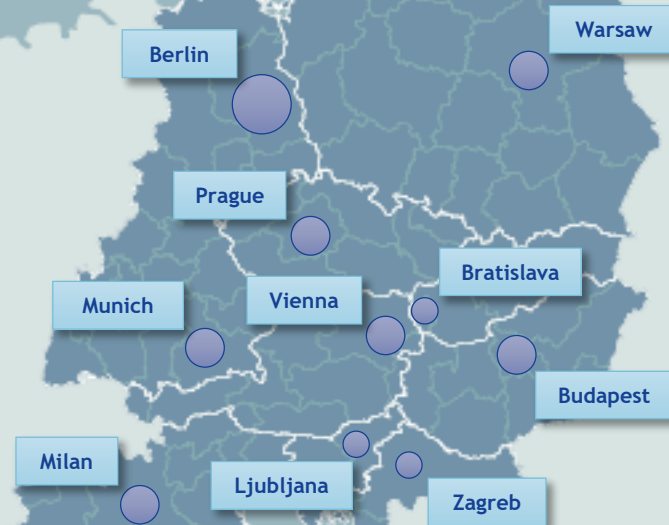 Warsaw
Berlin
Prague
Bratislava
Vienna
Munich
Budapest
Milan
Ljubljana
Zagreb